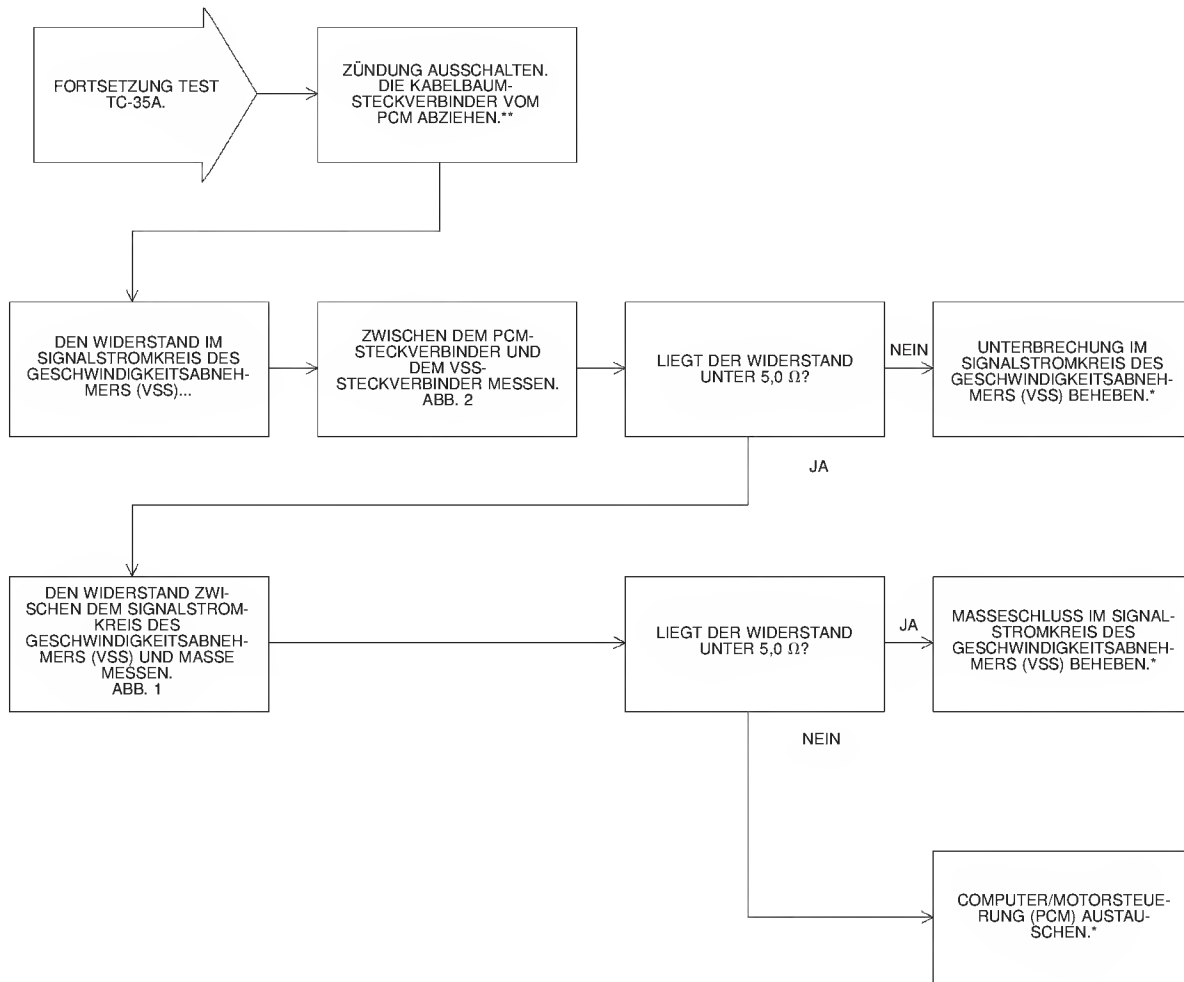 FORTSETZUNG TEST
TC-35A.
ZÜNDUNG AUSSCHALTEN.
DIE KABELBAUM-
STECKVERBINDER VOM
PCM ABZIEHEN.**
DEN WIDERSTAND IM
SIGNALSTROMKREIS DES
GESCHWINDIGKEITSABNEH-
MERS (VSS)...
ZWISCHEN DEM PCM-
STECKVERBINDER UND
DEM VSS-
STECKVERBINDER MESSEN.
ABB. 2
LIEGT DER WIDERSTAND
UNTER 5,0 Ω?
NEIN
UNTERBRECHUNG IM
SIGNALSTROMKREIS DES
GESCHWINDIGKEITSABNEH-
MERS (VSS) BEHEBEN.*
JA
DEN WIDERSTAND ZWI-
SCHEN DEM SIGNALSTROM-
KREIS DES
GESCHWINDIGKEITSABNEH-
MERS (VSS) UND MASSE
MESSEN.
ABB. 1
LIEGT DER WIDERSTAND
UNTER 5,0 Ω?
JA
MASSESCHLUSS IM SIGNAL-
STROMKREIS DES
GESCHWINDIGKEITSABNEH-
MERS (VSS) BEHEBEN.*
NEIN
COMPUTER/MOTORSTEUE-
RUNG (PCM) AUSTAU-
SCHEN.*